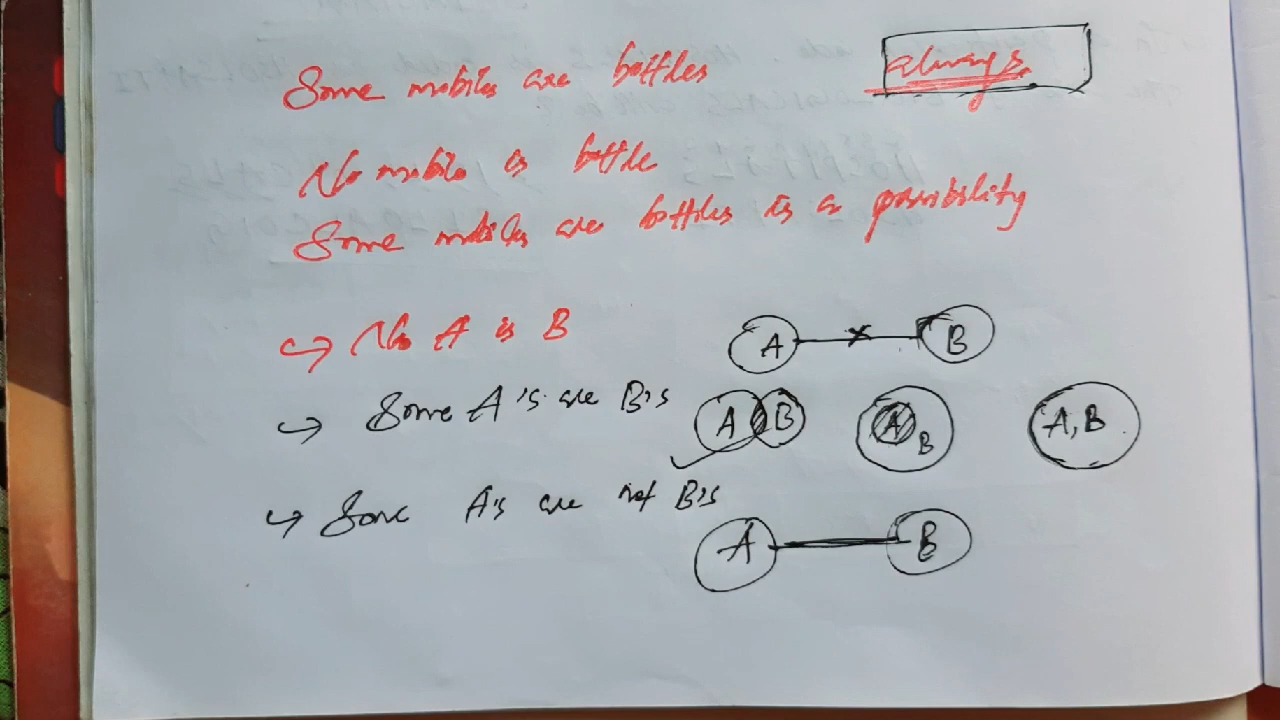 Some mobiles are bottles
always
No mobile is bottle
Some mobiles are bottles is a possibility
↪ No A is B
A × B
↪ Some A's are B's
A B
A B
A, B
↪ Some A's are not B's
A B